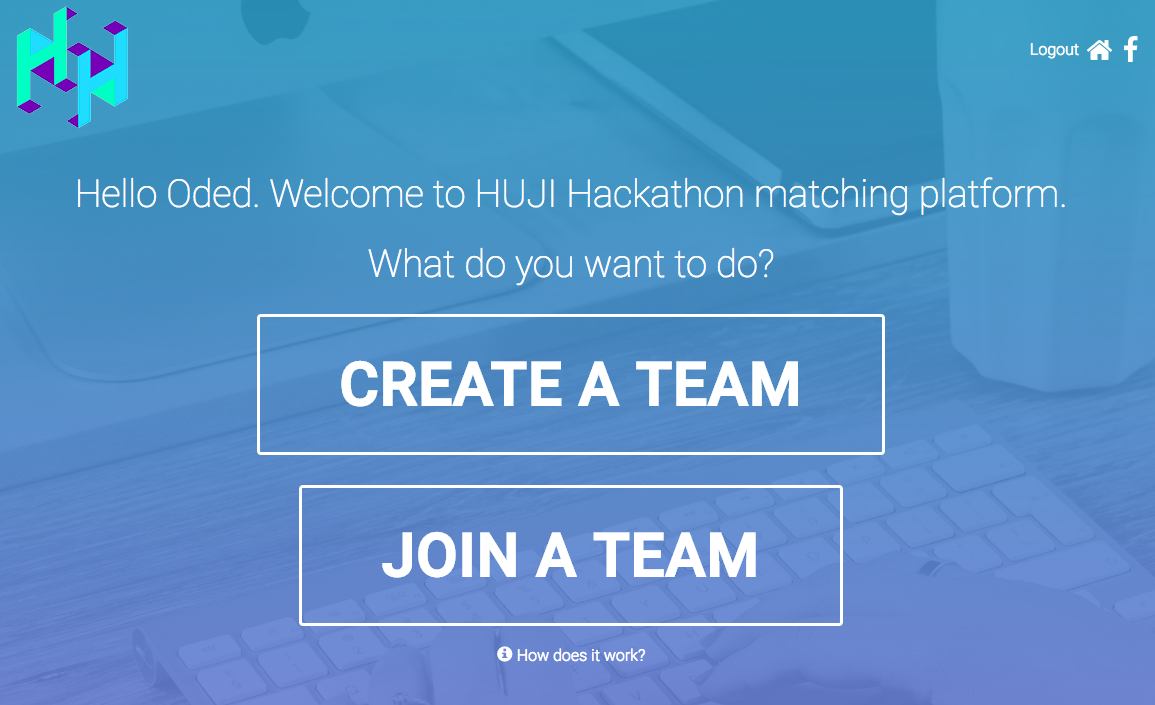 Logout
Hello Oded. Welcome to HUJI Hackathon matching platform.
What do you want to do?
CREATE A TEAM
JOIN A TEAM
How does it work?